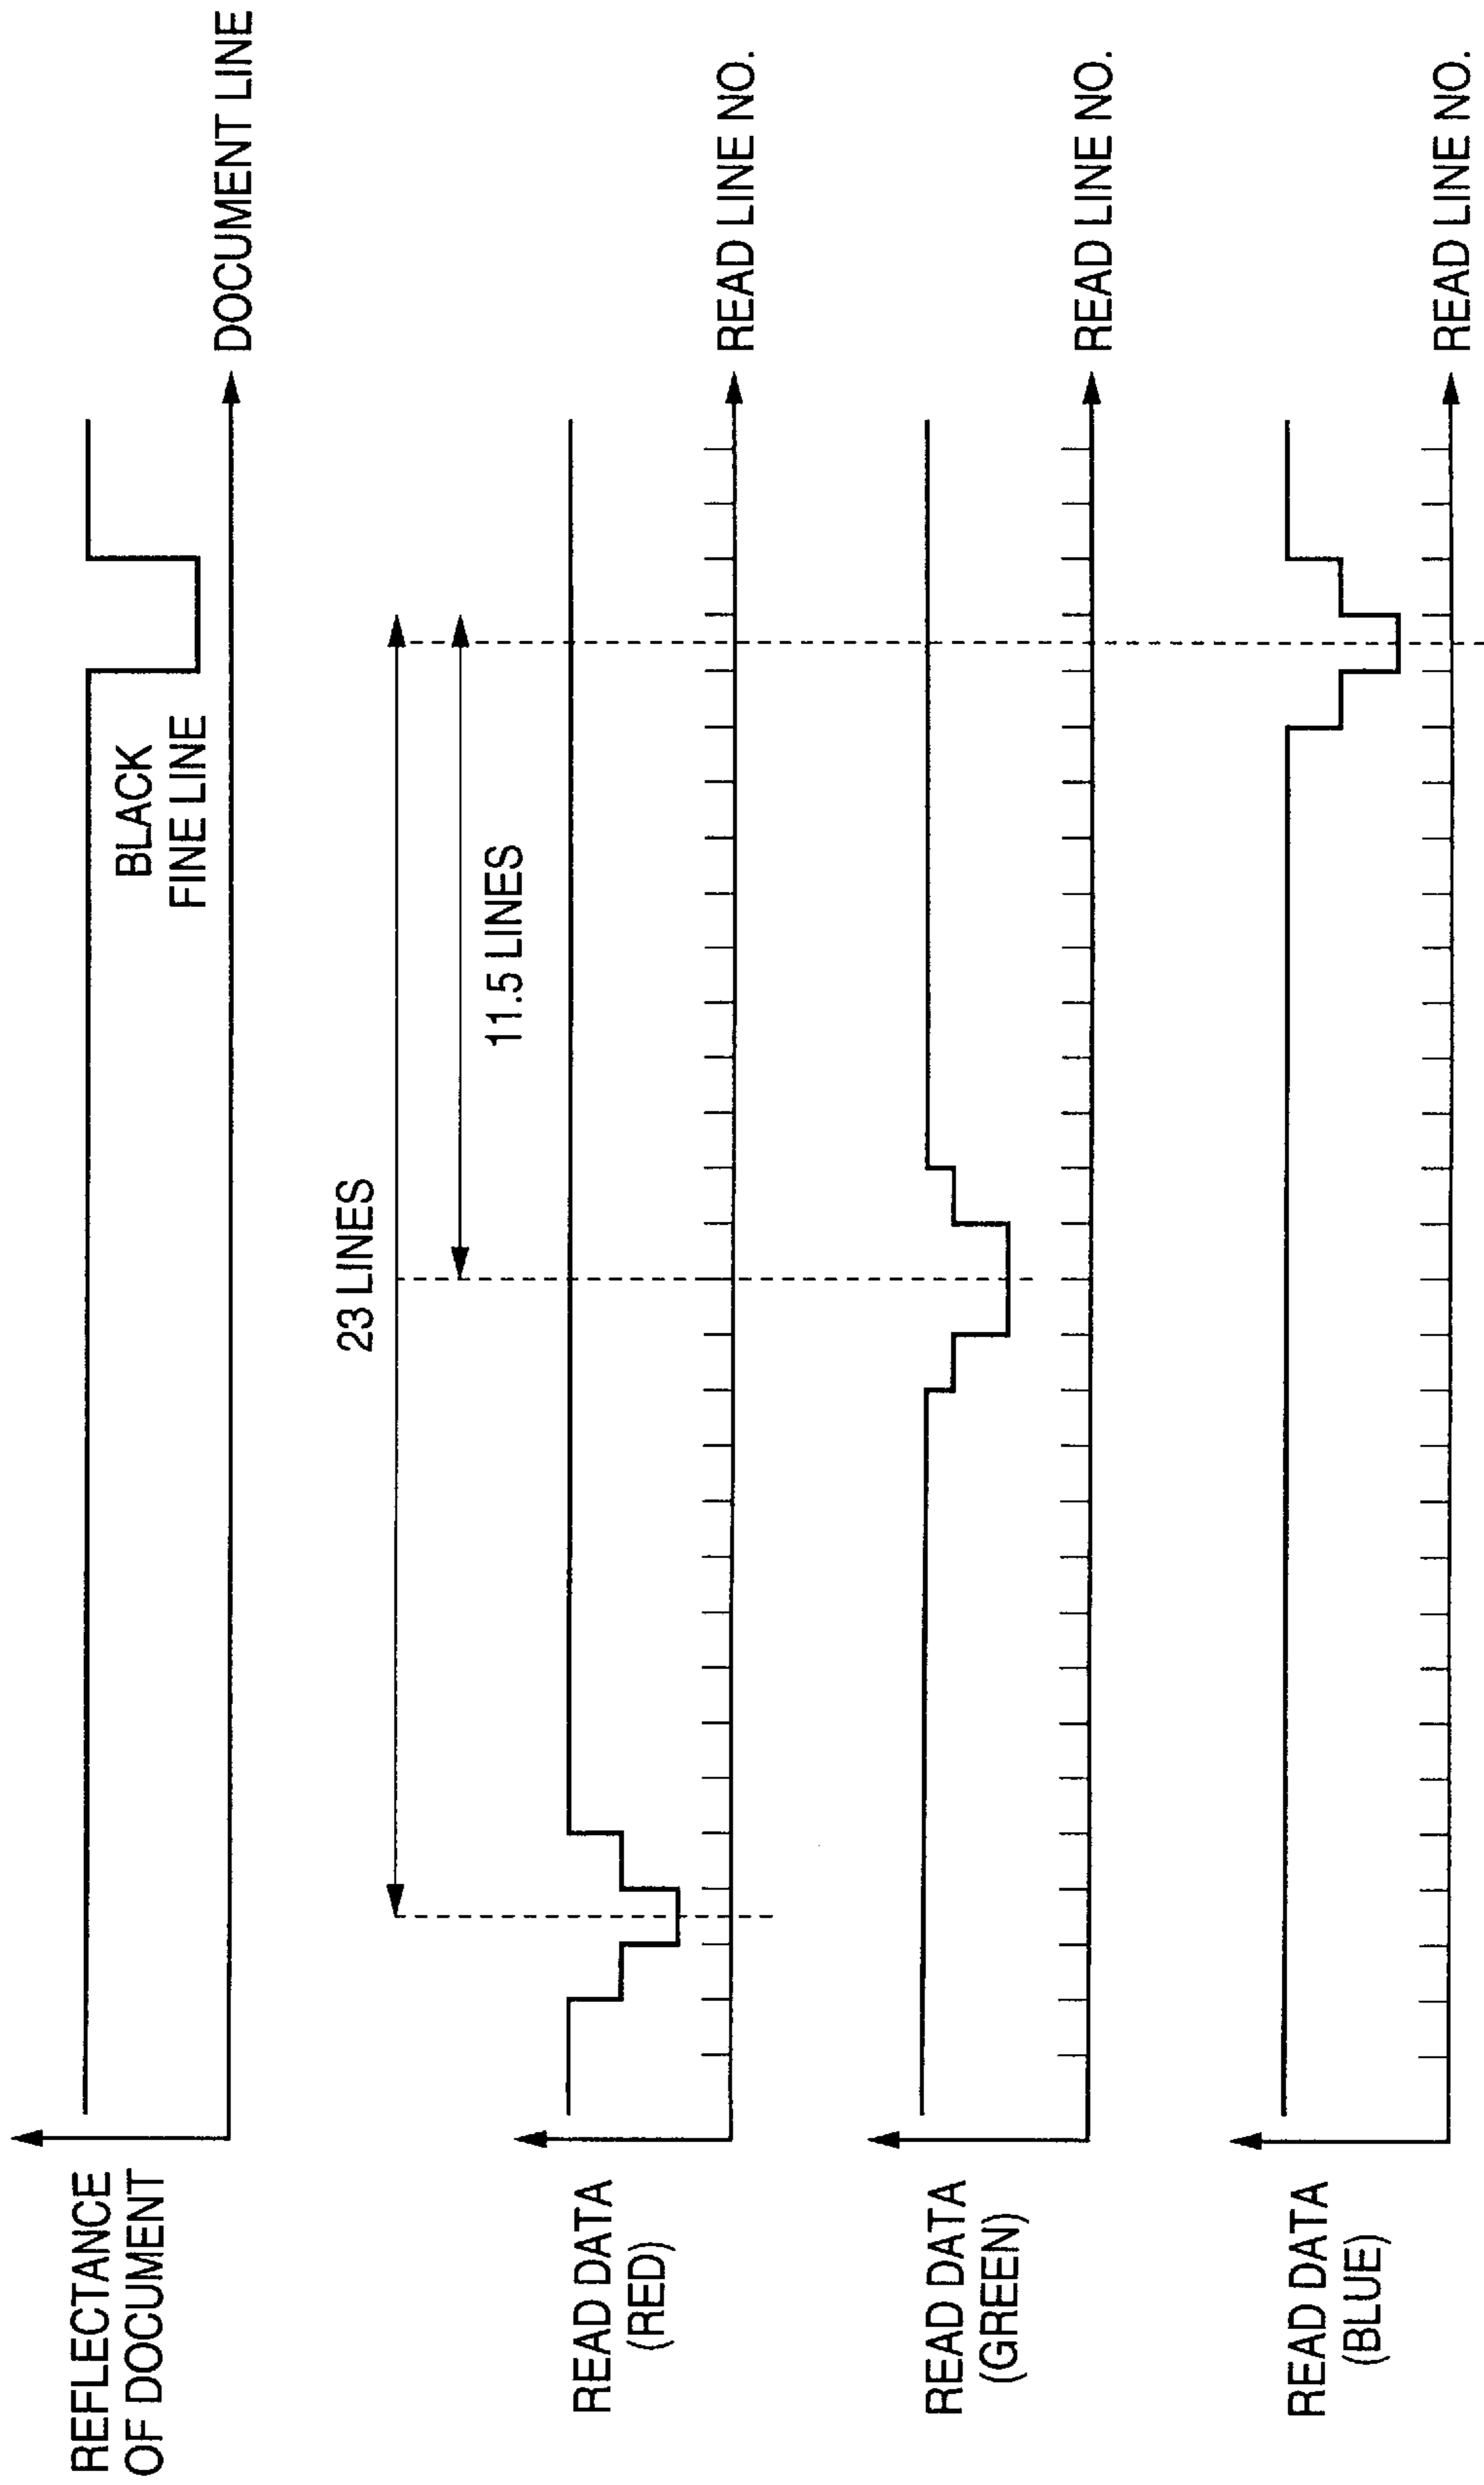 REFLECTANCE
OF DOCUMENT
BLACK
FINE LINE
DOCUMENT LINE
23 LINES
11.5 LINES
READ DATA
(RED)
READ LINE NO.
READ DATA
(GREEN)
READ LINE NO.
READ DATA
(BLUE)
READ LINE NO.